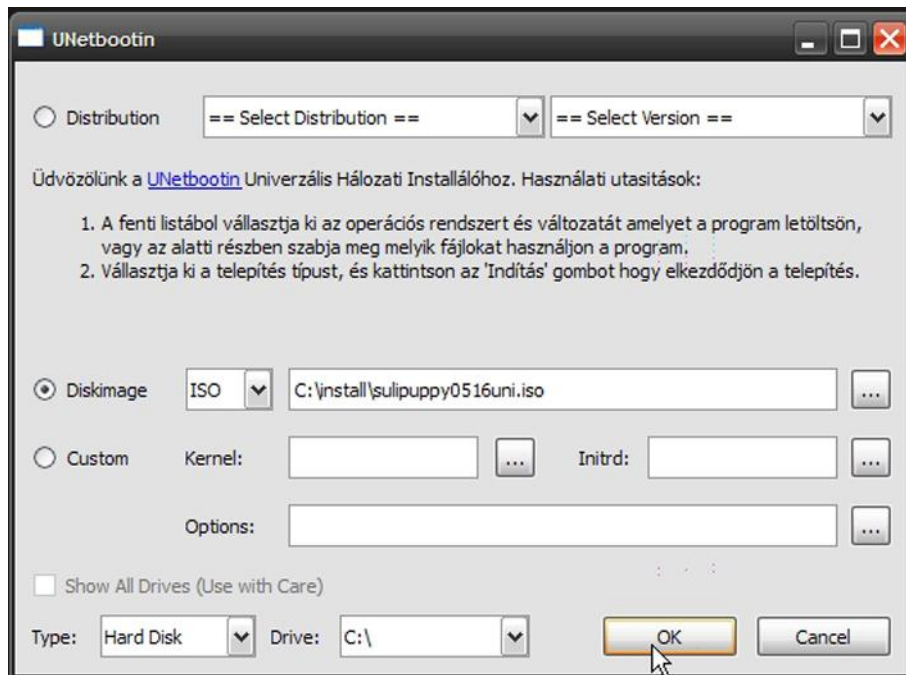 UNetbootin
Distribution == Select Distribution == == Select Version ==
Üdvözölünk a UNetbootin Univerzális Hálozati Installálóhoz. Használati utasitások:
1. A fenti listábol vállasztja ki az operációs rendszert és változatát amelyet a program letöltsön,
vagy az alatti részben szabja meg melyik fájlokat használjon a program.
2. Vállasztja ki a telepítés típust, és kattintson az 'Indítás' gombot hogy elkezdődjön a telepítés.
Diskimage ISO C:\install\sulipuppy0516uni.iso ...
Custom Kernel: ... Initrd: ...
Options: ...
Show All Drives (Use with Care)
Type: Hard Disk Drive: C:\ OK Cancel